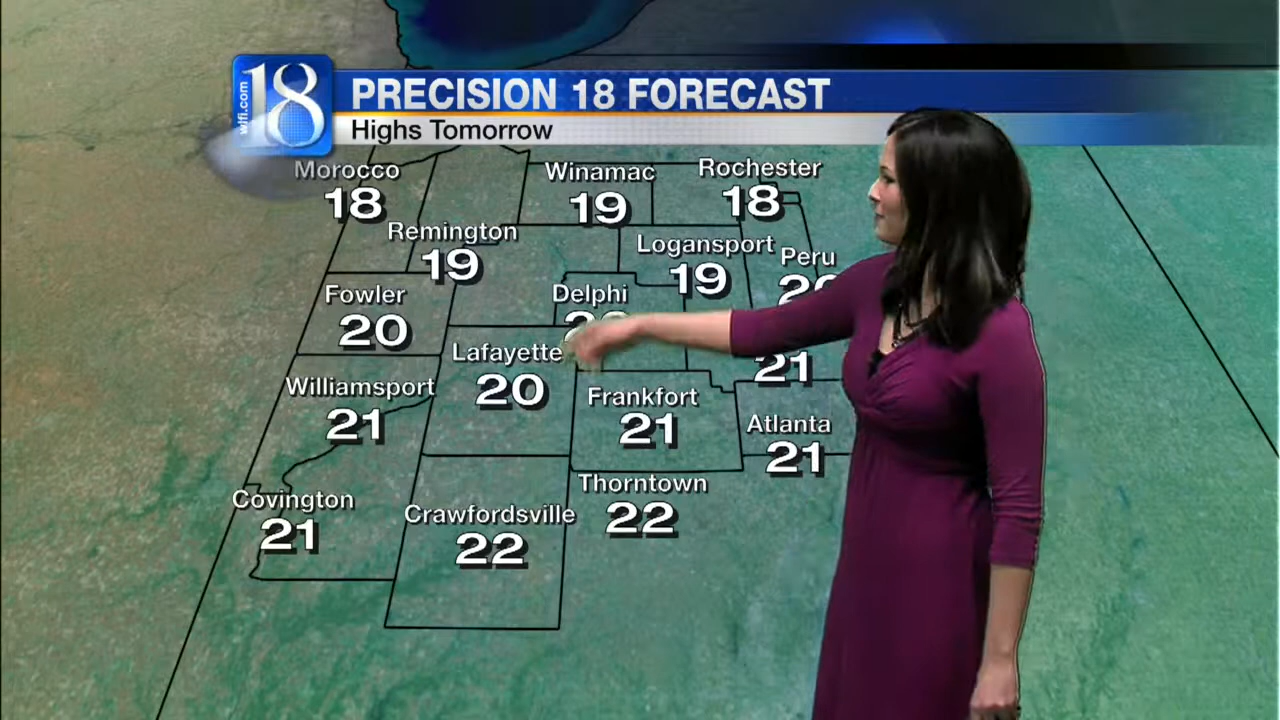 wlfi.com
18
PRECISION 18 FORECAST
Highs Tomorrow
Morocco
18
Winamac
19
Rochester
18
Remington
19
Logansport
19
Peru
Fowler
20
Delphi
Lafayette
20
21
Williamsport
21
Frankfort
21
Atlanta
21
Covington
21
Crawfordsville
22
Thorntown
22